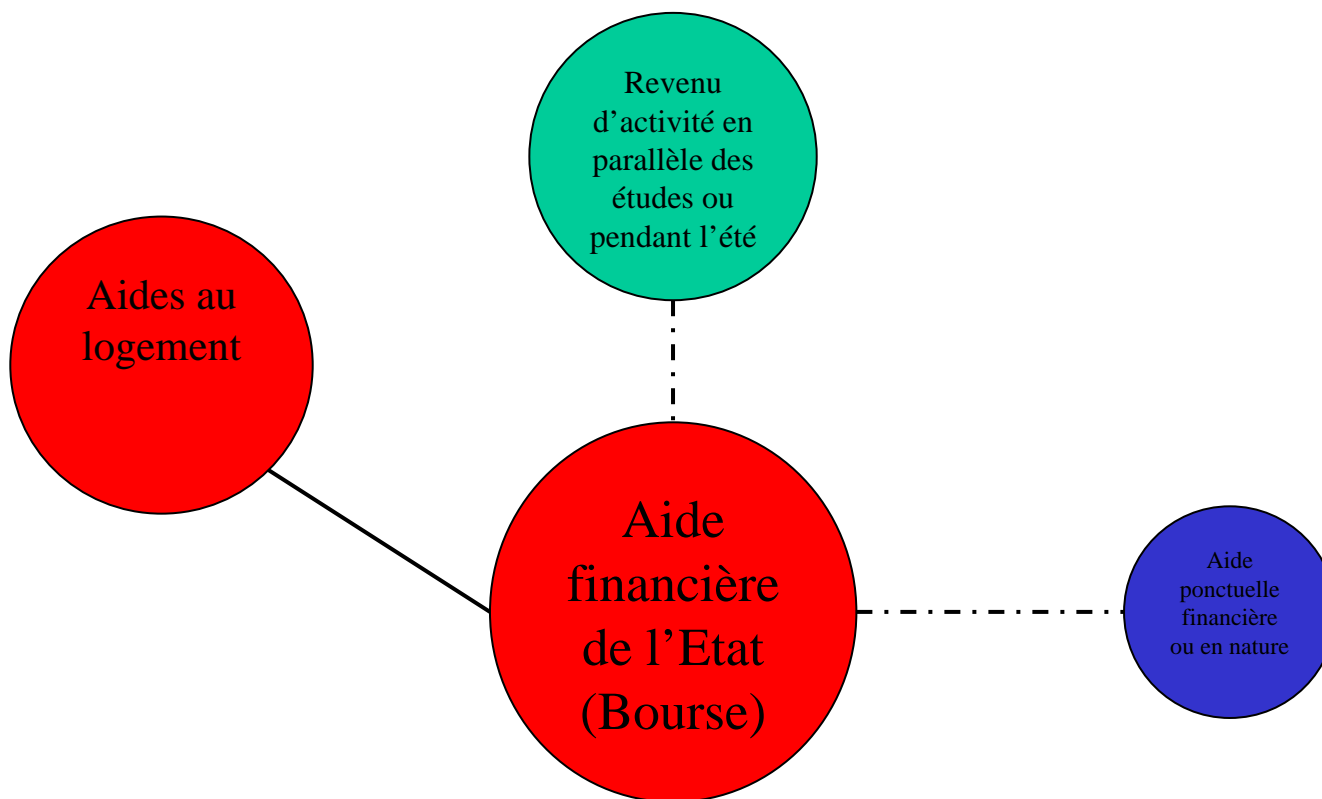 Revenu
d’activité en
parallèle des
études ou
pendant l’été
Aides au
logement
Aide
financière
de l’Etat
(Bourse)
Aide
ponctuelle
financière
ou en nature